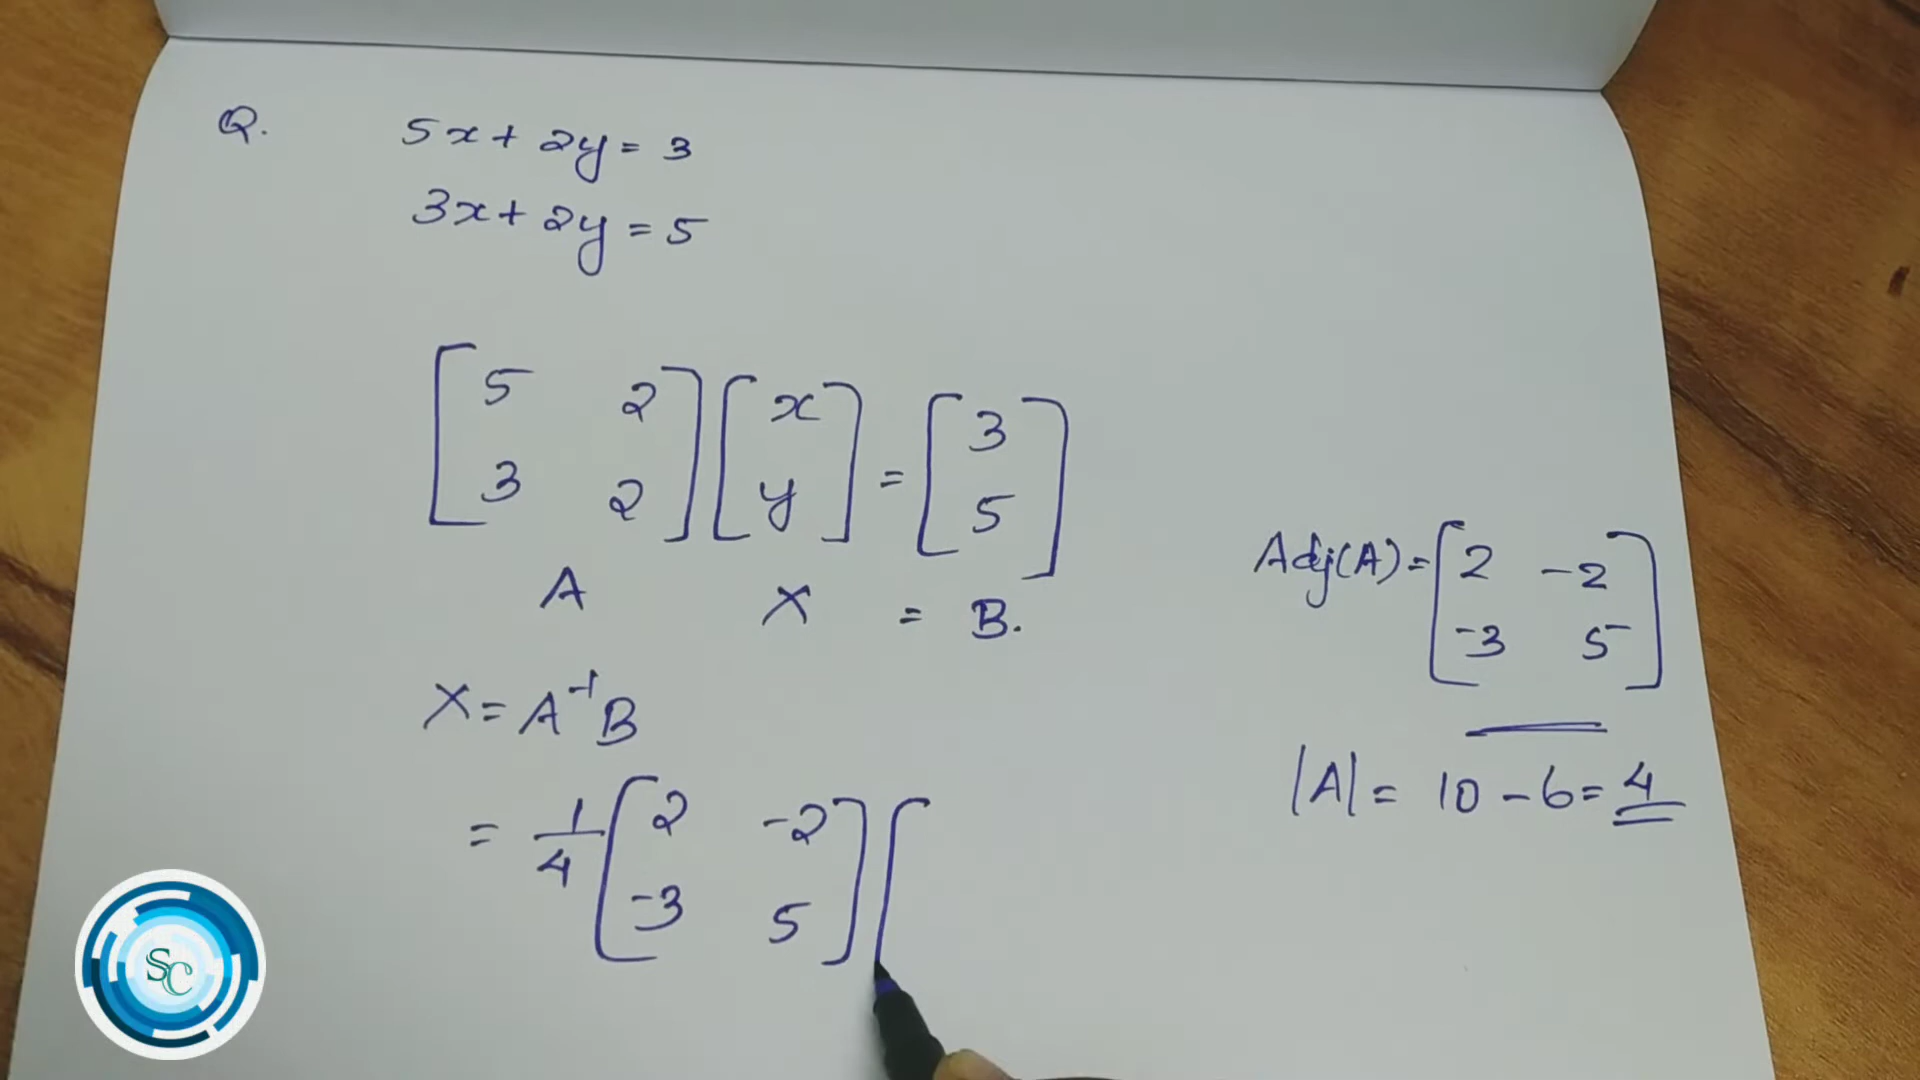 Q. 5x + 2y = 3
3x + 2y = 5
[5 2] [x] = [3]
[3 2] [y] [5]
A X = B.
Adj(A) = [2 -2]
[-3 5]
X = A⁻¹B
|A| = 10 - 6 = 4
= 1/4 [2 -2] [
[-3 5]
SC